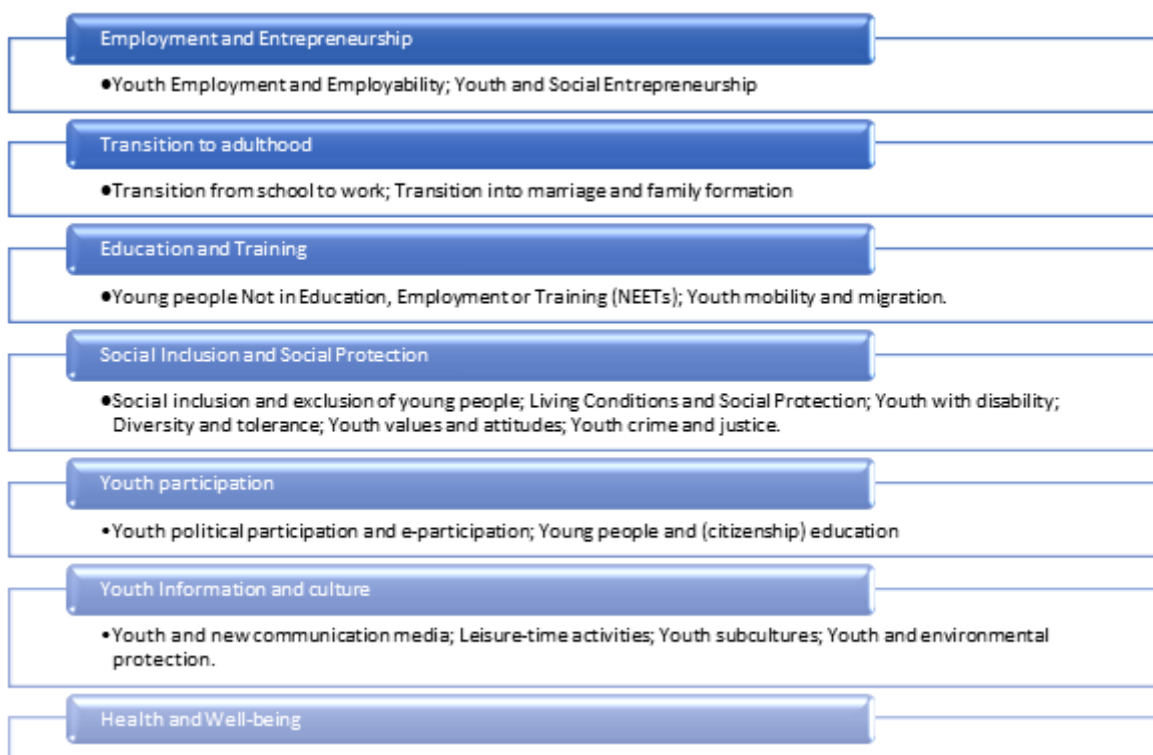 Employment and Entrepreneurship
•Youth Employment and Employability; Youth and Social Entrepreneurship
Transition to adulthood
•Transition from school to work; Transition into marriage and family formation
Education and Training
•Young people Not in Education, Employment or Training (NEETs); Youth mobility and migration.
Social Inclusion and Social Protection
•Social inclusion and exclusion of young people; Living Conditions and Social Protection; Youth with disability;
Diversity and tolerance; Youth values and attitudes; Youth crime and justice.
Youth participation
•Youth political participation and e-participation; Young people and (citizenship) education
Youth Information and culture
•Youth and new communication media; Leisure-time activities; Youth subcultures; Youth and environmental
protection.
Health and Well-being